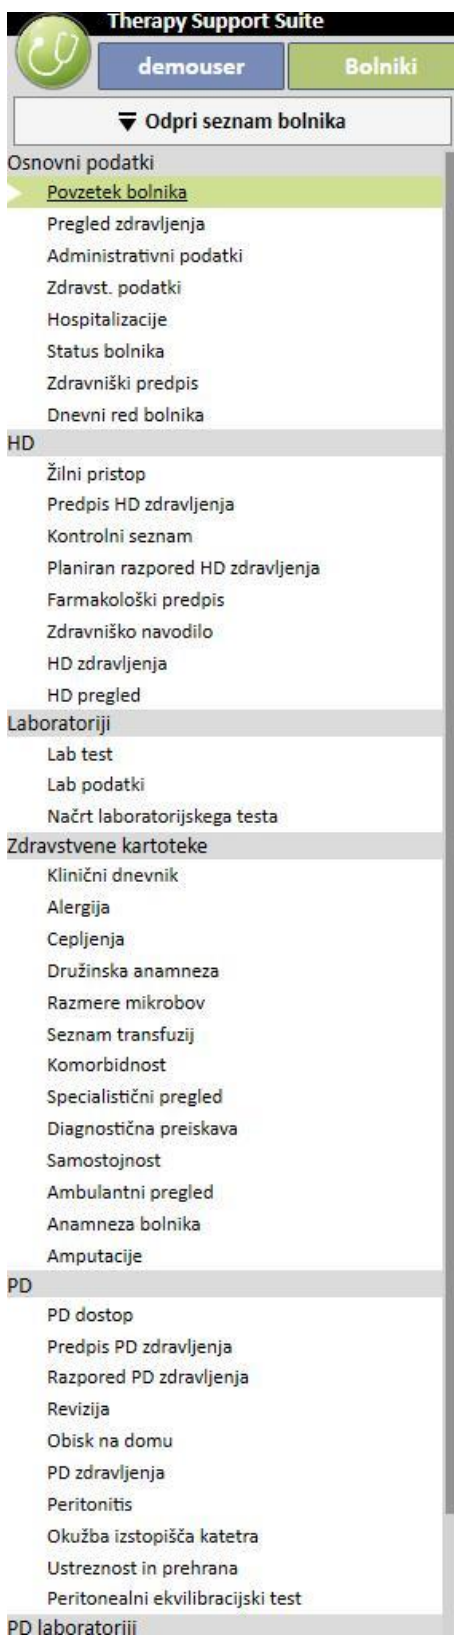 Therapy Support Suite
demouser
Bolniki
Odpri seznam bolnika
Osnovni podatki
Povzetek bolnika
Pregled zdravljenja
Administrativni podatki
Zdravst. podatki
Hospitalizacije
Status bolnika
Zdravniški predpis
Dnevni red bolnika
HD
Žilni pristop
Predpis HD zdravljenja
Kontrolni seznam
Planiran razpored HD zdravljenja
Farmakološki predpis
Zdravniško navodilo
HD zdravljenja
HD pregled
Laboratoriji
Lab test
Lab podatki
Načrt laboratorijskega testa
Zdravstvene kartoteke
Klinični dnevnik
Alergija
Cepljenja
Družinska anamneza
Razmere mikrobov
Seznam transfuzij
Komorbidnost
Specialistični pregled
Diagnostična preiskava
Samostojnost
Ambulantni pregled
Anamneza bolnika
Amputacije
PD
PD dostop
Predpis PD zdravljenja
Razpored PD zdravljenja
Revizija
Obisk na domu
PD zdravljenja
Peritonitis
Okužba izstopišča katetra
Ustreznost in prehrana
Peritonealni ekvilibracijski test
PD laboratoriji